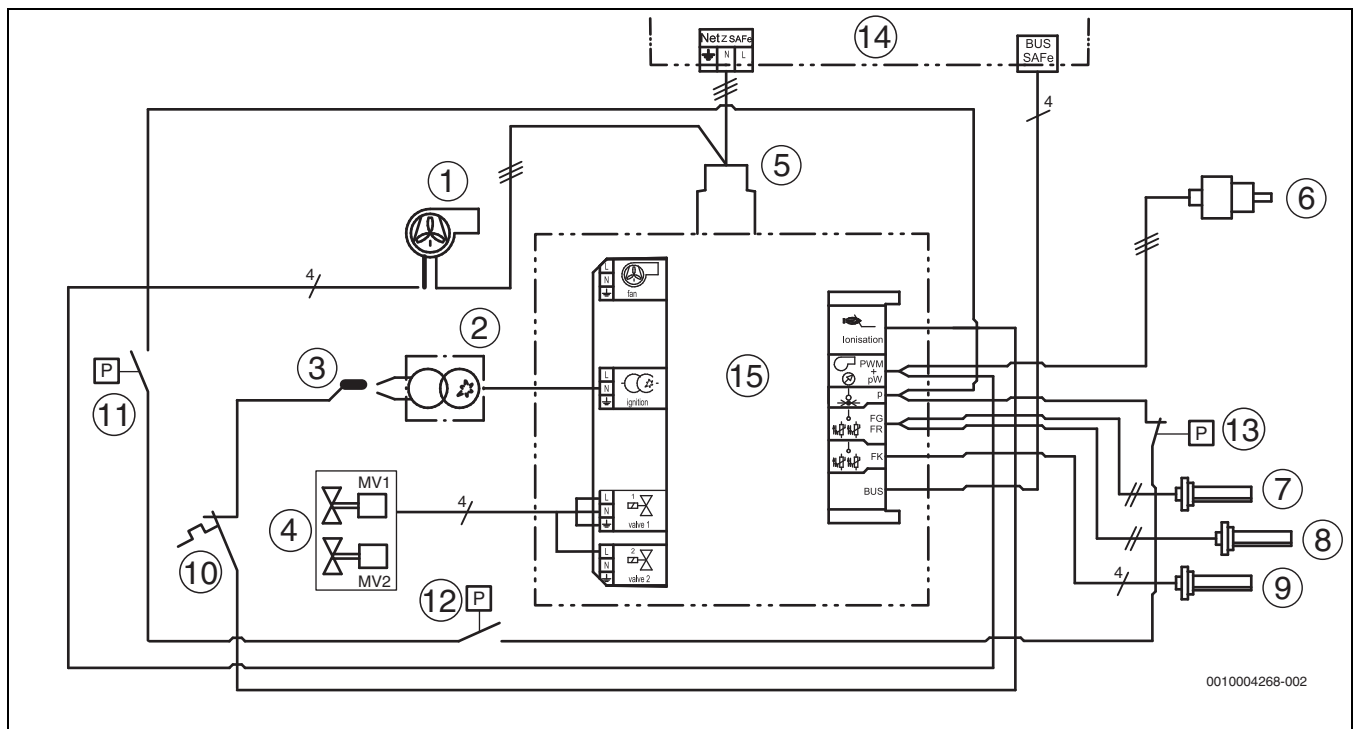 Netz SAFe
N L
14
BUS
SAFe
4
5
1
6
4
L
N
fan
2
Ionisation
PWM
+
pW
15
P
11
3
L
N
ignition
p
FG
FR
P
13
FK
7
MV1
4
4
L
N
1
valve 1
BUS
8
10
MV2
L
N
2
valve 2
4
9
12
P
0010004268-002